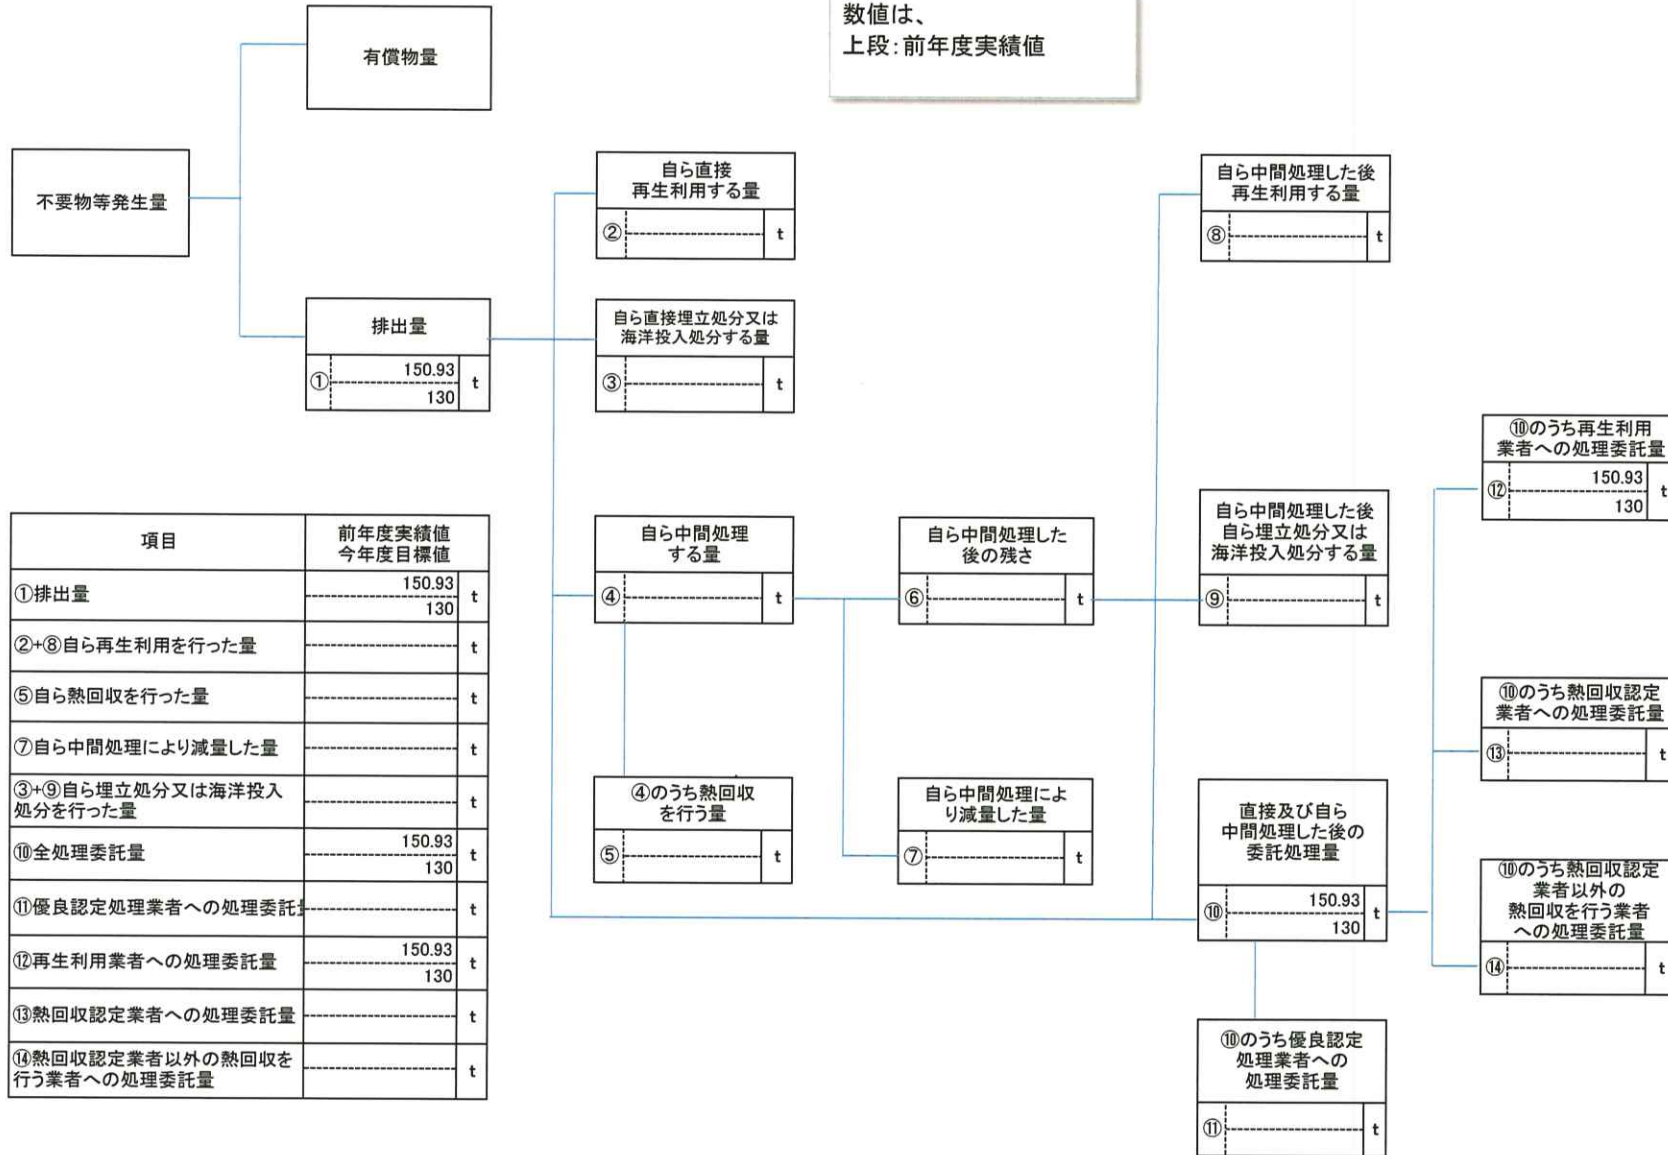 数値は、
上段:前年度実績値
有償物量
不要物等発生量
排出量
①
150.93
130
t
自ら直接
再生利用する量
②
t
自ら直接埋立処分又は
海洋投入処分する量
③
t
自ら中間処理した後
再生利用する量
⑧
t
自ら中間処理
する量
④
t
自ら中間処理した
後の残さ
⑥
t
自ら中間処理した後
自ら埋立処分又は
海洋投入処分する量
⑨
t
⑩のうち再生利用
業者への処理委託量
⑫
150.93
130
t
④のうち熱回収
を行う量
⑤
t
自ら中間処理によ
り減量した量
⑦
t
直接及び自ら
中間処理した後の
委託処理量
⑩
150.93
130
t
⑩のうち熱回収認定
業者への処理委託量
⑬
t
⑩のうち熱回収認定
業者以外の
熱回収を行う業者
への処理委託量
⑭
t
⑩のうち優良認定
処理業者への
処理委託量
⑪
t
項目
前年度実績値
今年度目標値
①排出量
150.93
130
t
②+⑧自ら再生利用を行った量
t
⑤自ら熱回収を行った量
t
⑦自ら中間処理により減量した量
t
③+⑨自ら埋立処分又は海洋投入
処分を行った量
t
⑩全処理委託量
150.93
130
t
⑪優良認定処理業者への処理委託
t
⑫再生利用業者への処理委託量
150.93
130
t
⑬熱回収認定業者への処理委託量
t
⑭熱回収認定業者以外の熱回収を
行う業者への処理委託量
t